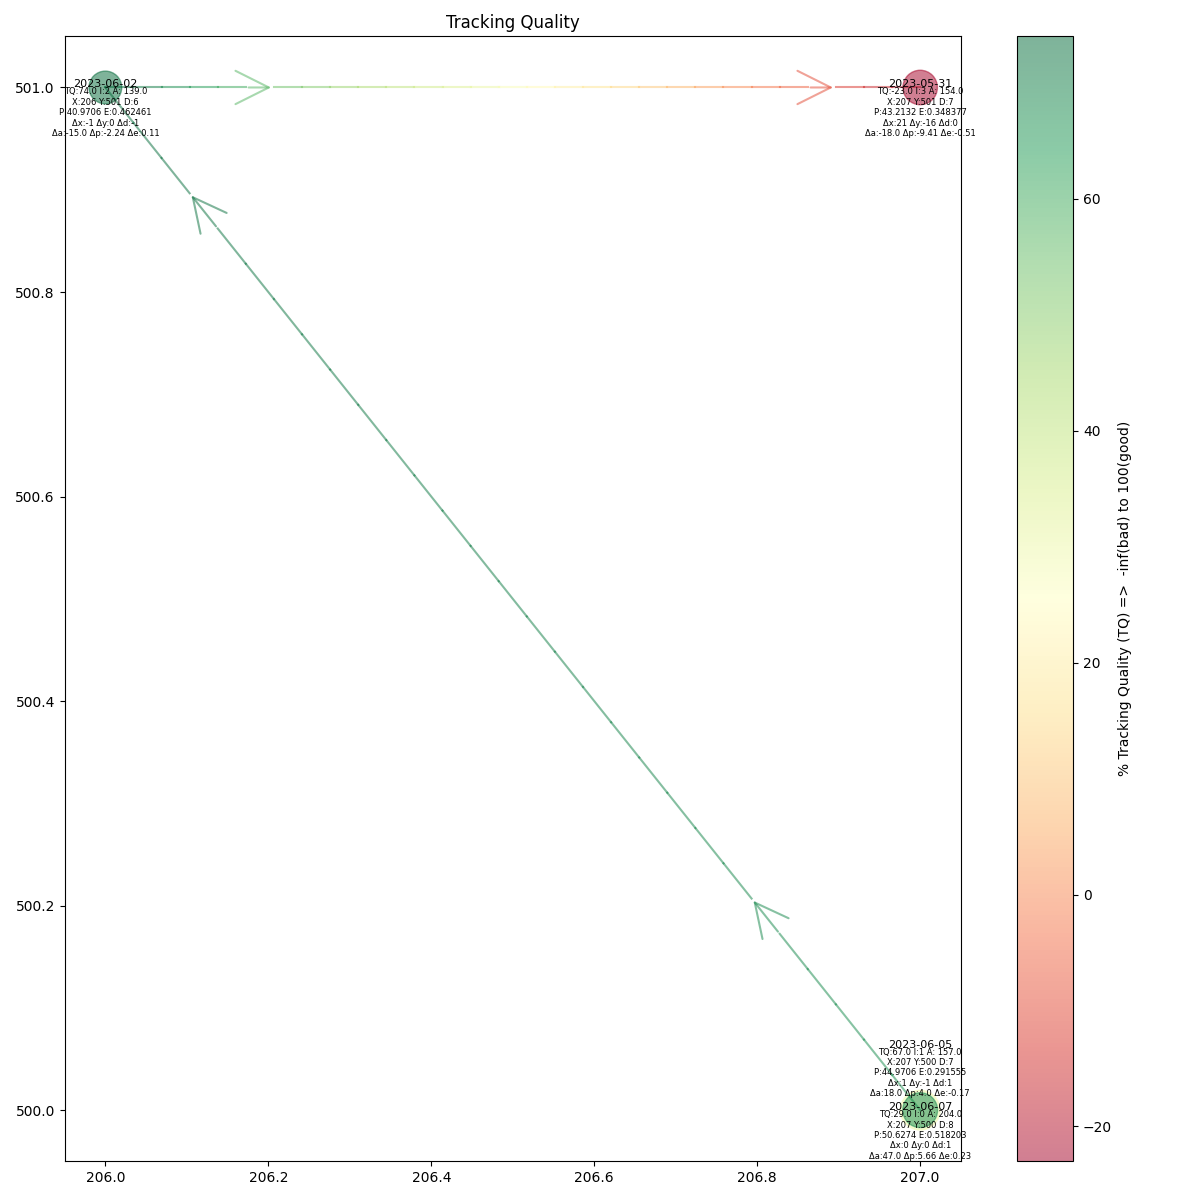 Tracking Quality
2023-06-02
TQ:74.0 I:2 A: 139.0
X:206 Y:501 D:6
P:40.9706 E:0.462461
Δx:-1 Δy:0 Δd:-1
Δa:-15.0 Δp:-2.24 Δe:0.11
2023-05-31
TQ:-23.0 I:3 A: 154.0
X:207 Y:501 D:7
P:43.2132 E:0.348377
Δx:21 Δy:-16 Δd:0
Δa:-18.0 Δp:-9.41 Δe:-0.51
2023-06-05
TQ:67.0 I:1 A: 157.0
X:207 Y:500 D:7
P:44.9706 E:0.291555
Δx:1 Δy:-1 Δd:1
Δa:18.0 Δp:4.0 Δe:-0.17
2023-06-07
TQ:29.0 I:0 A: 204.0
X:207 Y:500 D:8
P:50.6274 E:0.518203
Δx:0 Δy:0 Δd:1
Δa:47.0 Δp:5.66 Δe:0.23
501.0
500.8
500.6
500.4
500.2
500.0
206.0
206.2
206.4
206.6
206.8
207.0
60
40
20
0
−20
% Tracking Quality (TQ) => -inf(bad) to 100(good)